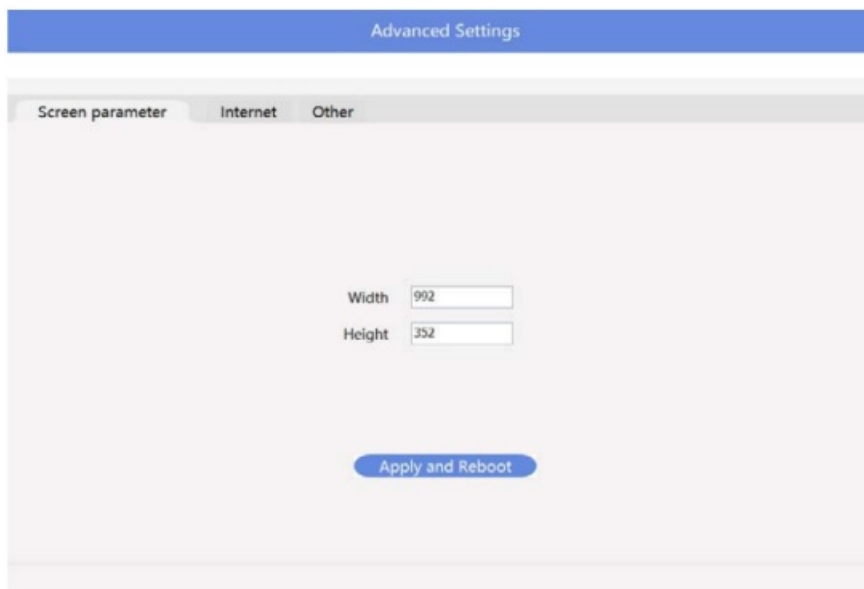 Advanced Settings
Screen parameter Internet Other
Width 992
Height 352
Apply and Reboot